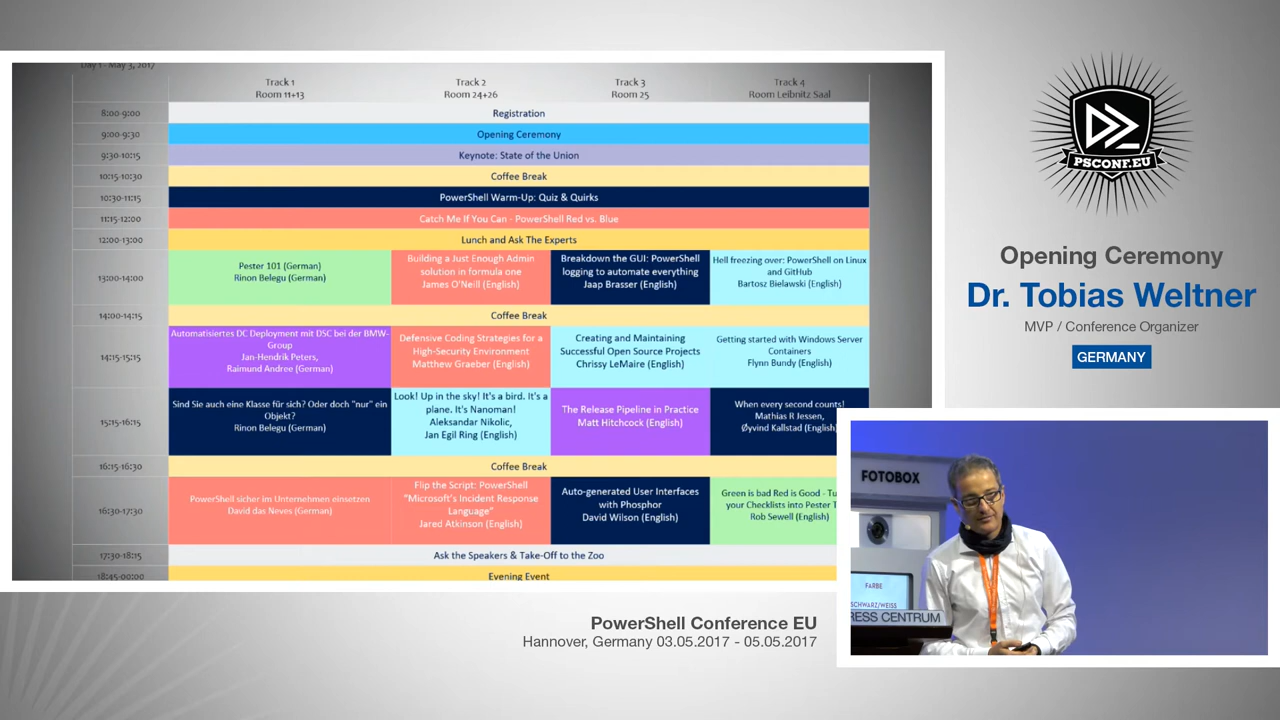 Day 1 - May 3, 2017
Track 1
Room 11+13
Track 2
Room 24+26
Track 3
Room 25
Track 4
Room Leibnitz Saal
8:00-9:00
Registration
9:00-9:30
Opening Ceremony
9:30-10:15
Keynote: State of the Union
10:15-10:30
Coffee Break
10:30-11:15
PowerShell Warm-Up: Quiz & Quirks
11:15-12:00
Catch Me If You Can - PowerShell Red vs. Blue
12:00-13:00
Lunch and Ask The Experts
13:00-14:00
Pester 101 (German)
Rinon Belegu (German)
Building a Just Enough Admin
solution in formula one
James O'Neill (English)
Breakdown the GUI: PowerShell
logging to automate everything
Jaap Brasser (English)
Hell freezing over: PowerShell on Linux
and GitHub
Bartosz Bielawski (English)
14:00-14:15
Coffee Break
14:15-15:15
Automatisiertes DC Deployment mit DSC bei der BMW-
Group
Jan-Hendrik Peters,
Raimund Andree (German)
Defensive Coding Strategies for a
High-Security Environment
Matthew Graeber (English)
Creating and Maintaining
Successful Open Source Projects
Chrissy LeMaire (English)
Getting started with Windows Server
Containers
Flynn Bundy (English)
15:15-16:15
Sind Sie auch eine Klasse für sich? Oder doch "nur" ein
Objekt?
Rinon Belegu (German)
Look! Up in the sky! It's a bird. It's a
plane. It's Nanoman!
Aleksandar Nikolic,
Jan Egil Ring (English)
The Release Pipeline in Practice
Matt Hitchcock (English)
When every second counts!
Mathias R Jessen,
Øyvind Kallstad (English)
16:15-16:30
Coffee Break
16:30-17:30
PowerShell sicher im Unternehmen einsetzen
David das Neves (German)
Flip the Script: PowerShell
"Microsoft's Incident Response
Language"
Jared Atkinson (English)
Auto-generated User Interfaces
with Phosphor
David Wilson (English)
Green is bad Red is Good - Tu
your Checklists into Pester T
Rob Sewell (English)
17:30-18:15
Ask the Speakers & Take-Off to the Zoo
18:45-00:00
Evening Event
PSCONF.EU
Opening Ceremony
Dr. Tobias Weltner
MVP / Conference Organizer
GERMANY
PowerShell Conference EU
Hannover, Germany 03.05.2017 - 05.05.2017
FOTOBOX
FARBE
SCHWARZ/WEISS
RESS CENTRUM